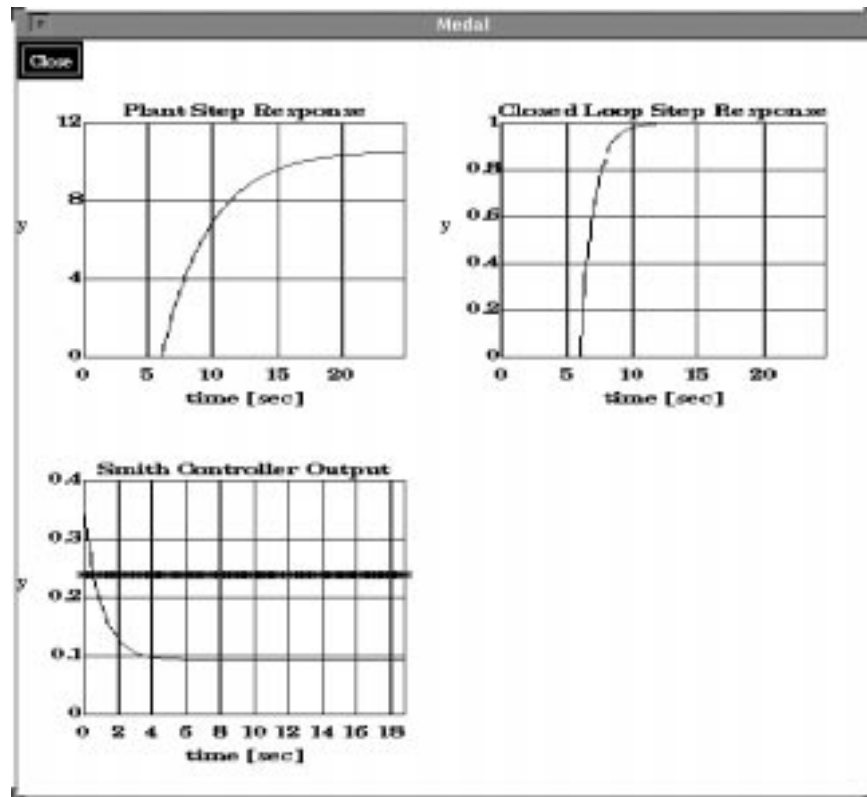 Medal
Close
Plant Step Response
12
8
4
0
y
0 5 10 15 20
time [sec]
Closed Loop Step Response
1
0.8
0.6
0.4
0.2
0
y
0 5 10 15 20
time [sec]
Smith Controller Output
0.4
0.3
0.2
0.1
0
y
0 2 4 6 8 10 12 14 16 18
time [sec]